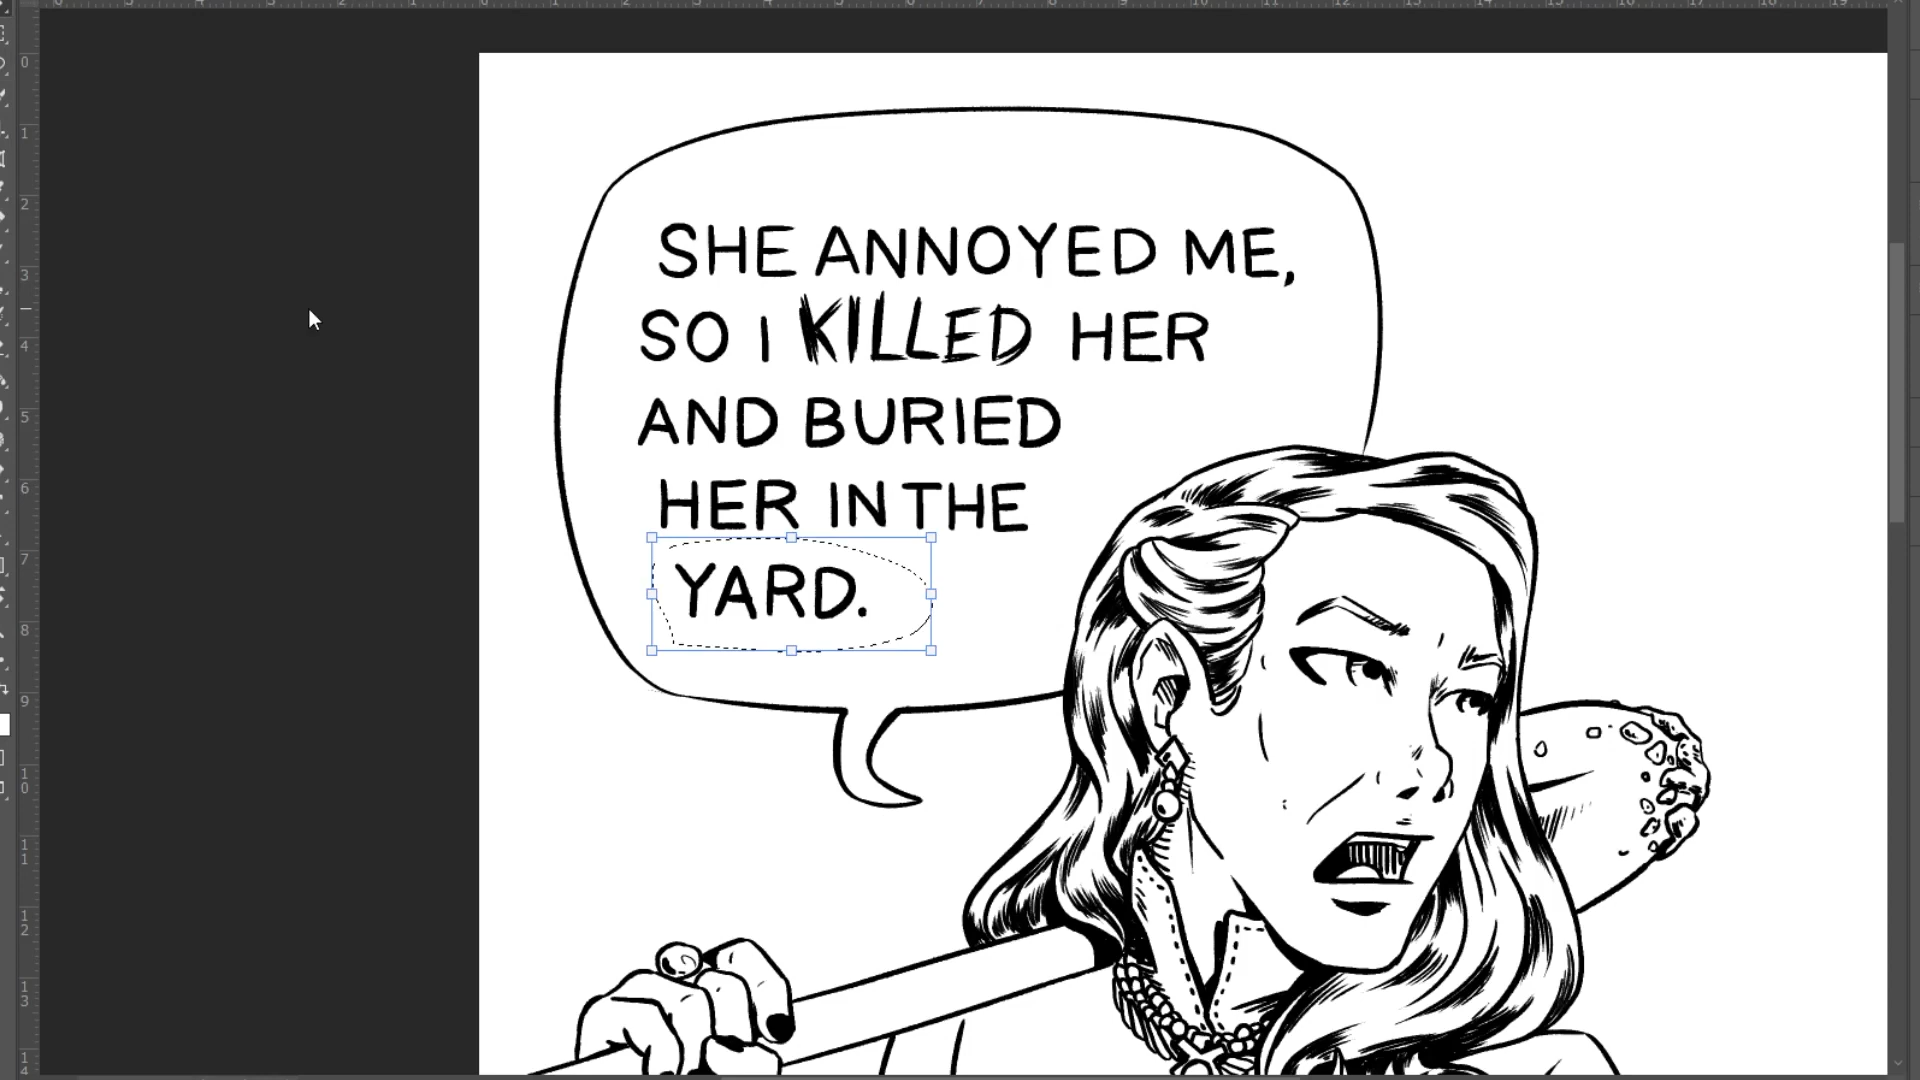 SHE ANNOYED ME,
SO I KILLED HER
AND BURIED
HER IN THE
YARD.